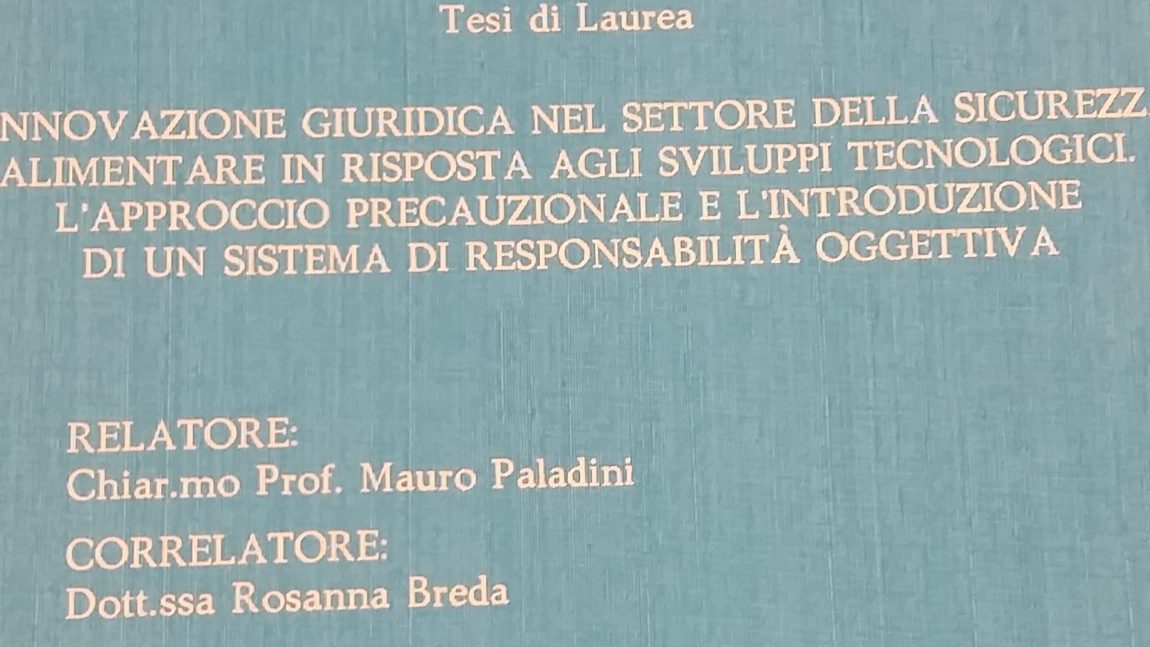 Tesi di Laurea
NNOVAZIONE GIURIDICA NEL SETTORE DELLA SICUREZZ
ALIMENTARE IN RISPOSTA AGLI SVILUPPI TECNOLOGICI.
L'APPROCCIO PRECAUZIONALE E L'INTRODUZIONE
DI UN SISTEMA DI RESPONSABILITÀ OGGETTIVA
RELATORE:
Chiar.mo Prof. Mauro Paladini
CORRELATORE:
Dott.ssa Rosanna Breda